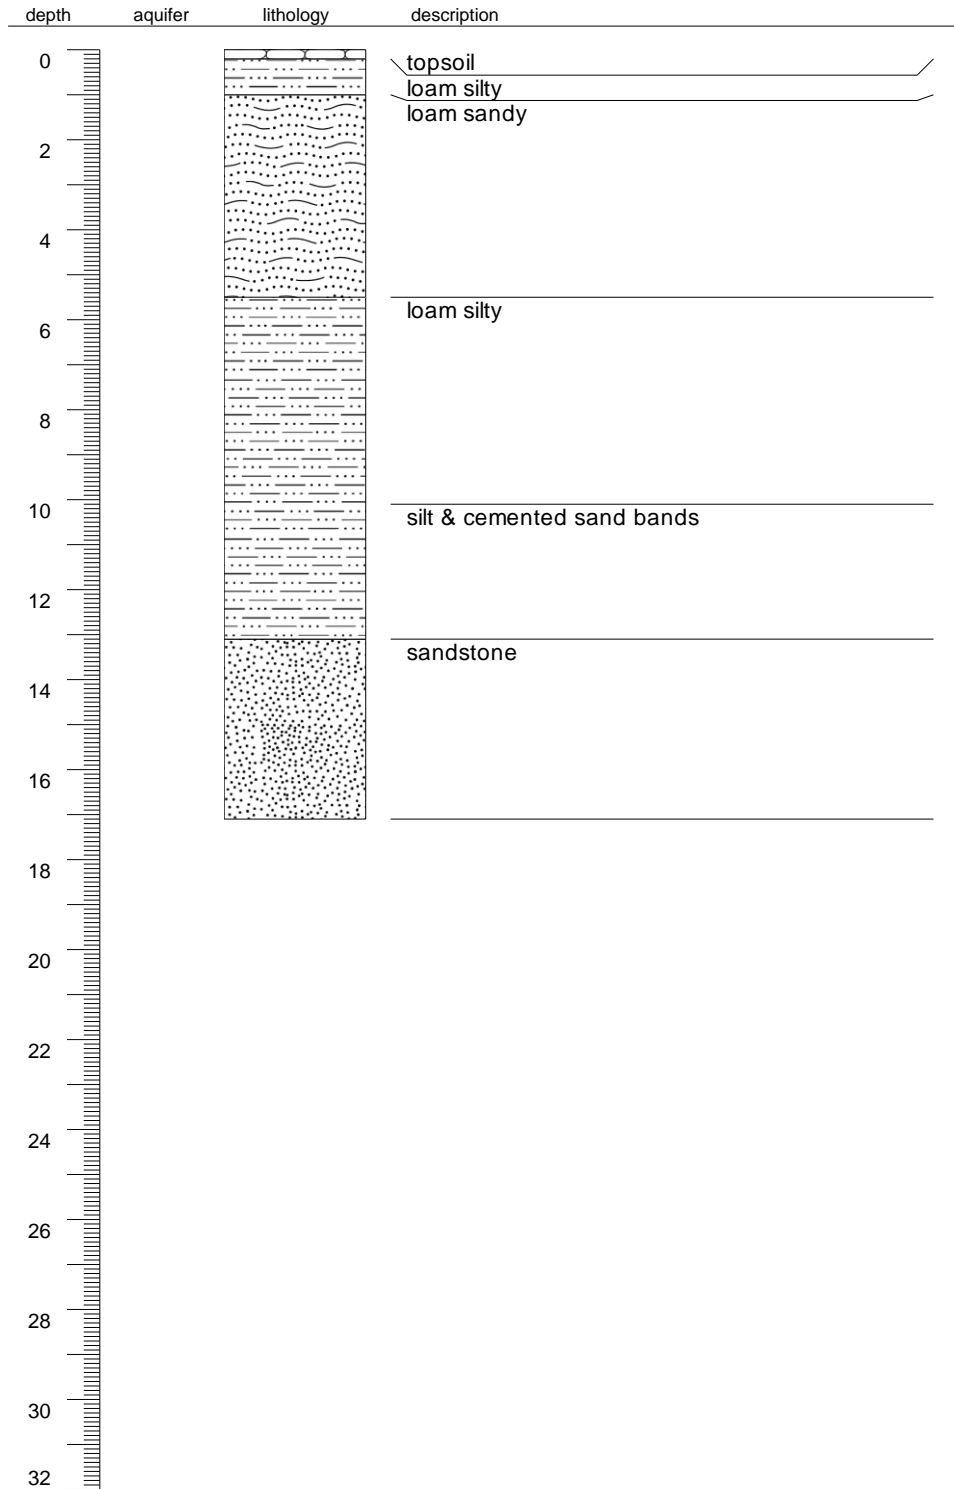 depth aquifer lithology description
0
topsoil
loam silty
loam sandy
2
4
loam silty
6
8
10
silt & cemented sand bands
12
sandstone
14
16
18
20
22
24
26
28
30
32